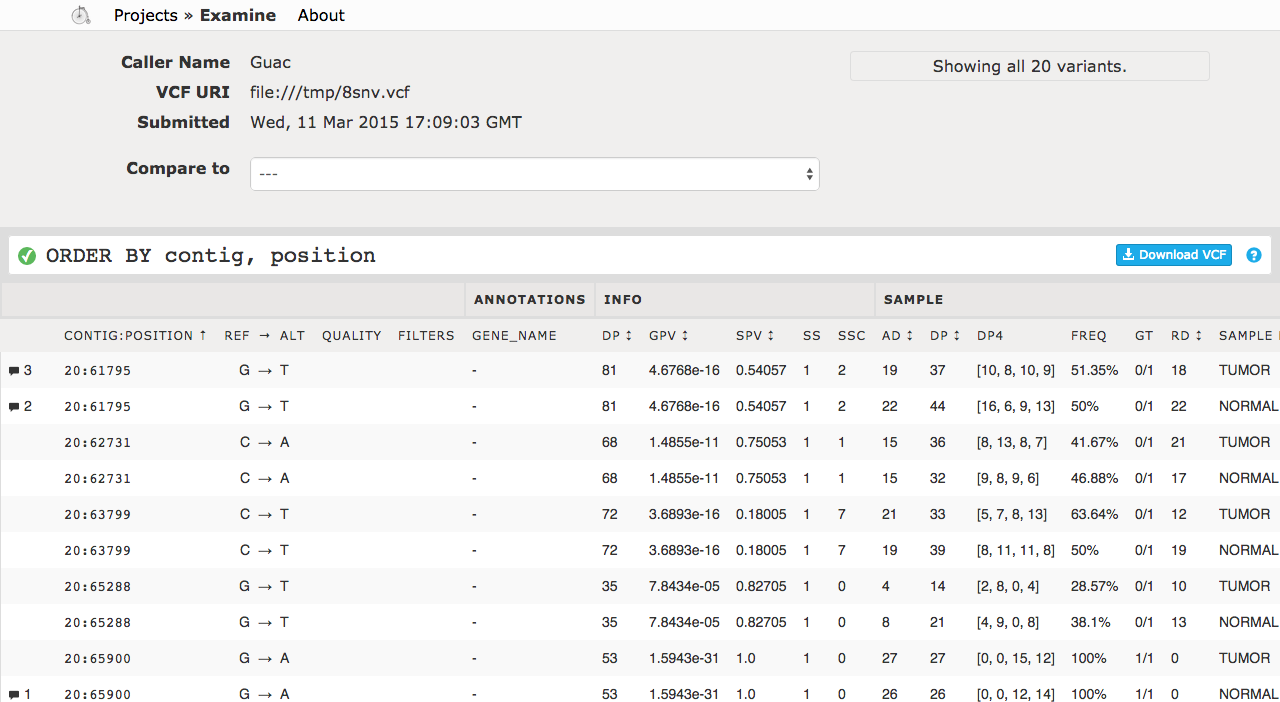 Projects » Examine About
Caller Name Guac
Showing all 20 variants.
VCF URI file:///tmp/8snv.vcf
Submitted Wed, 11 Mar 2015 17:09:03 GMT
Compare to ---
ORDER BY contig, position Download VCF ?
ANNOTATIONS INFO SAMPLE
CONTIG:POSITION ↑ REF → ALT QUALITY FILTERS GENE_NAME DP ↕ GPV ↕ SPV ↕ SS SSC AD ↕ DP ↕ DP4 FREQ GT RD ↕ SAMPLE
3 20:61795 G → T - 81 4.6768e-16 0.54057 1 2 19 37 [10, 8, 10, 9] 51.35% 0/1 18 TUMOR
2 20:61795 G → T - 81 4.6768e-16 0.54057 1 2 22 44 [16, 6, 9, 13] 50% 0/1 22 NORMAL
20:62731 C → A - 68 1.4855e-11 0.75053 1 1 15 36 [8, 13, 8, 7] 41.67% 0/1 21 TUMOR
20:62731 C → A - 68 1.4855e-11 0.75053 1 1 15 32 [9, 8, 9, 6] 46.88% 0/1 17 NORMAL
20:63799 C → T - 72 3.6893e-16 0.18005 1 7 21 33 [5, 7, 8, 13] 63.64% 0/1 12 TUMOR
20:63799 C → T - 72 3.6893e-16 0.18005 1 7 19 39 [8, 11, 11, 8] 50% 0/1 19 NORMAL
20:65288 G → T - 35 7.8434e-05 0.82705 1 0 4 14 [2, 8, 0, 4] 28.57% 0/1 10 TUMOR
20:65288 G → T - 35 7.8434e-05 0.82705 1 0 8 21 [4, 9, 0, 8] 38.1% 0/1 13 NORMAL
20:65900 G → A - 53 1.5943e-31 1.0 1 0 27 27 [0, 0, 15, 12] 100% 1/1 0 TUMOR
1 20:65900 G → A - 53 1.5943e-31 1.0 1 0 26 26 [0, 0, 12, 14] 100% 1/1 0 NORMAL